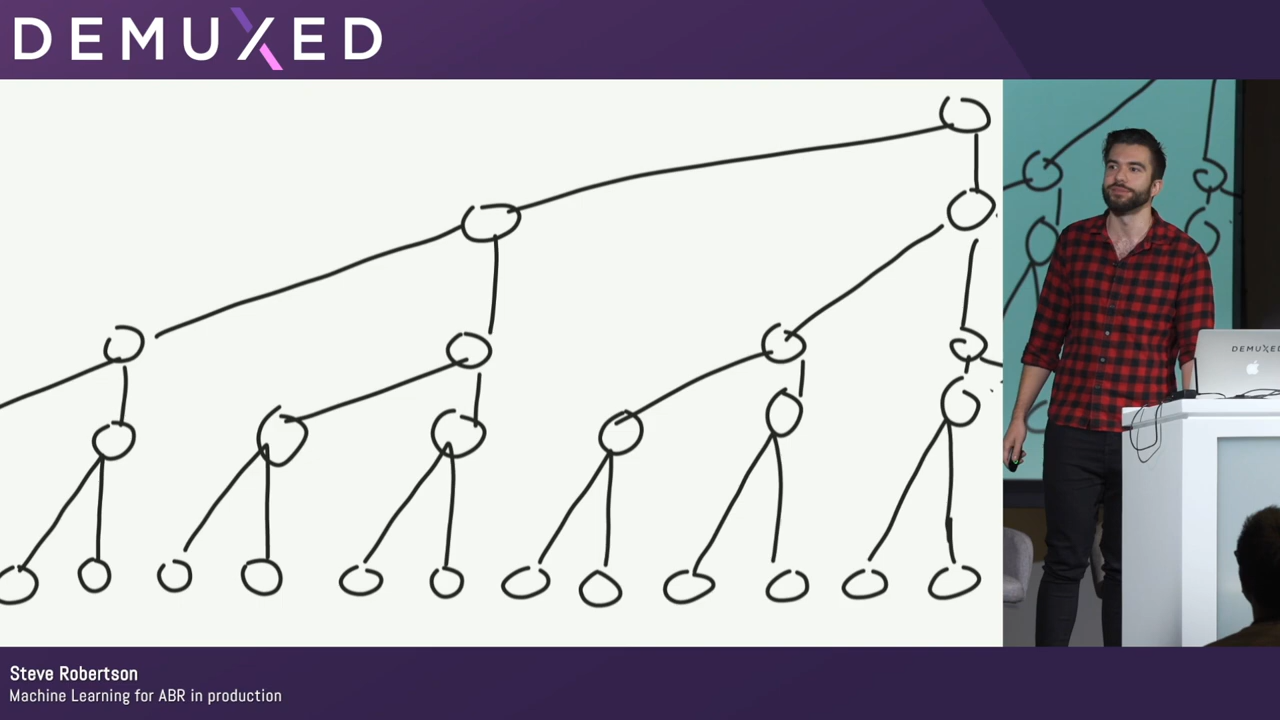 DEMUXED
DEMUXED
Steve Robertson
Machine Learning for ABR in production